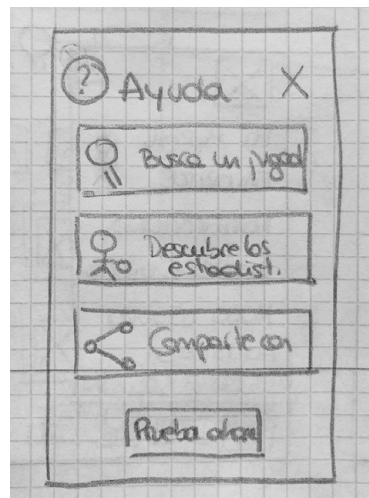 ? Ayuda X
Busca un jugad
Descubre los
estadist.
Comparte con
Prueba ahora